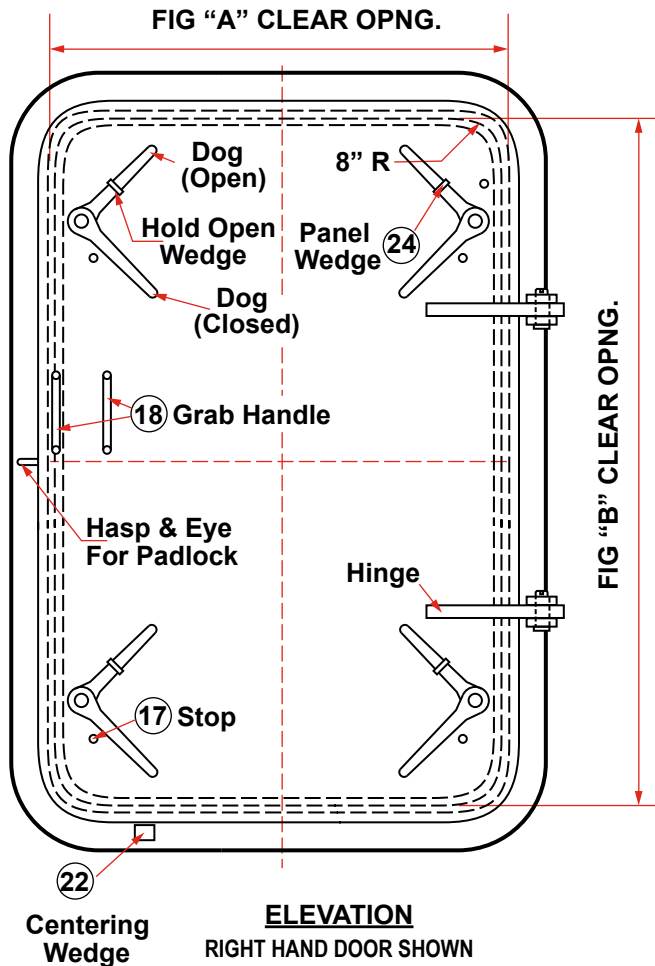 FIG “A” CLEAR OPNG.
Dog
(Open)
8” R
Hold Open
Wedge
Panel
Wedge
24
Dog
(Closed)
FIG “B” CLEAR OPNG.
18 Grab Handle
Hasp & Eye
For Padlock
Hinge
17 Stop
22
Centering
Wedge
ELEVATION
RIGHT HAND DOOR SHOWN